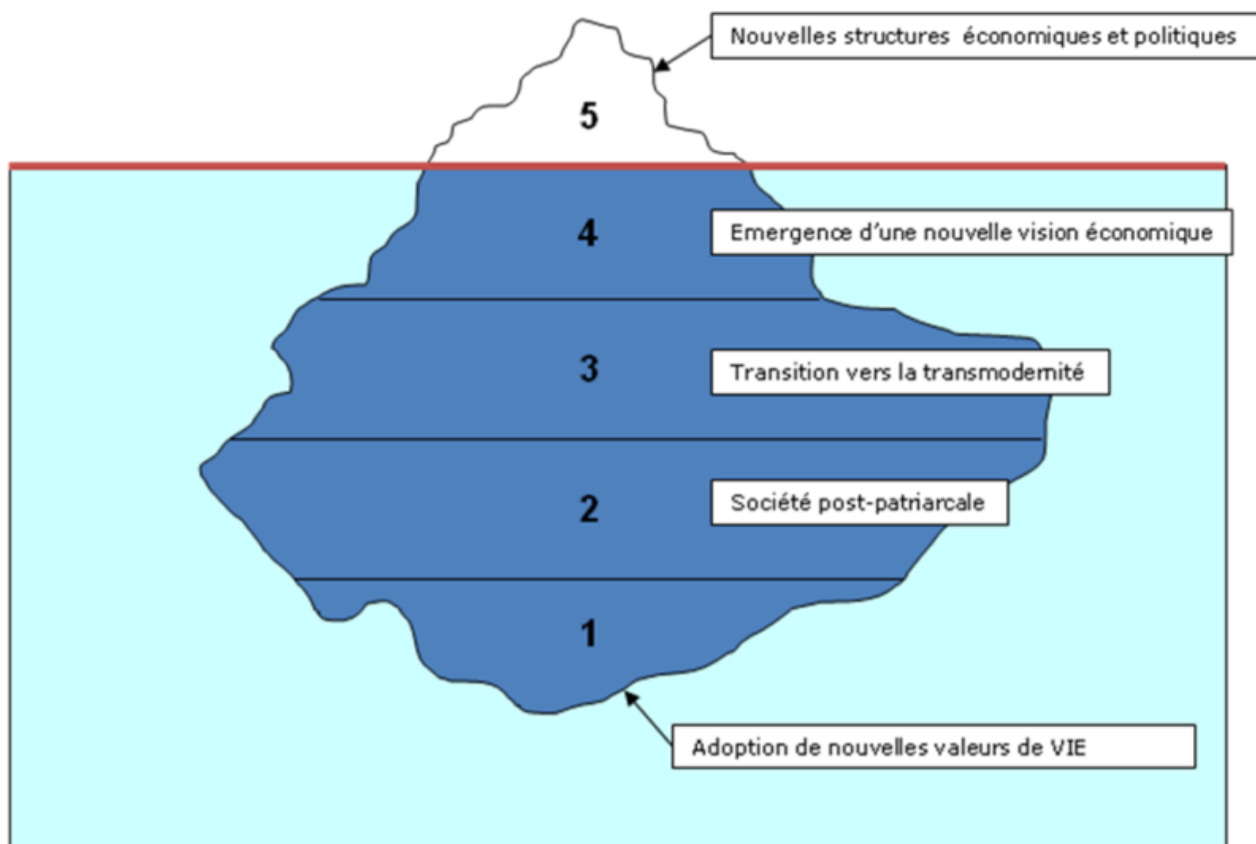 Nouvelles structures économiques et politiques
5
4
Emergence d'une nouvelle vision économique
3
Transition vers la transmodernité
2
Société post-patriarcale
1
Adoption de nouvelles valeurs de VIE